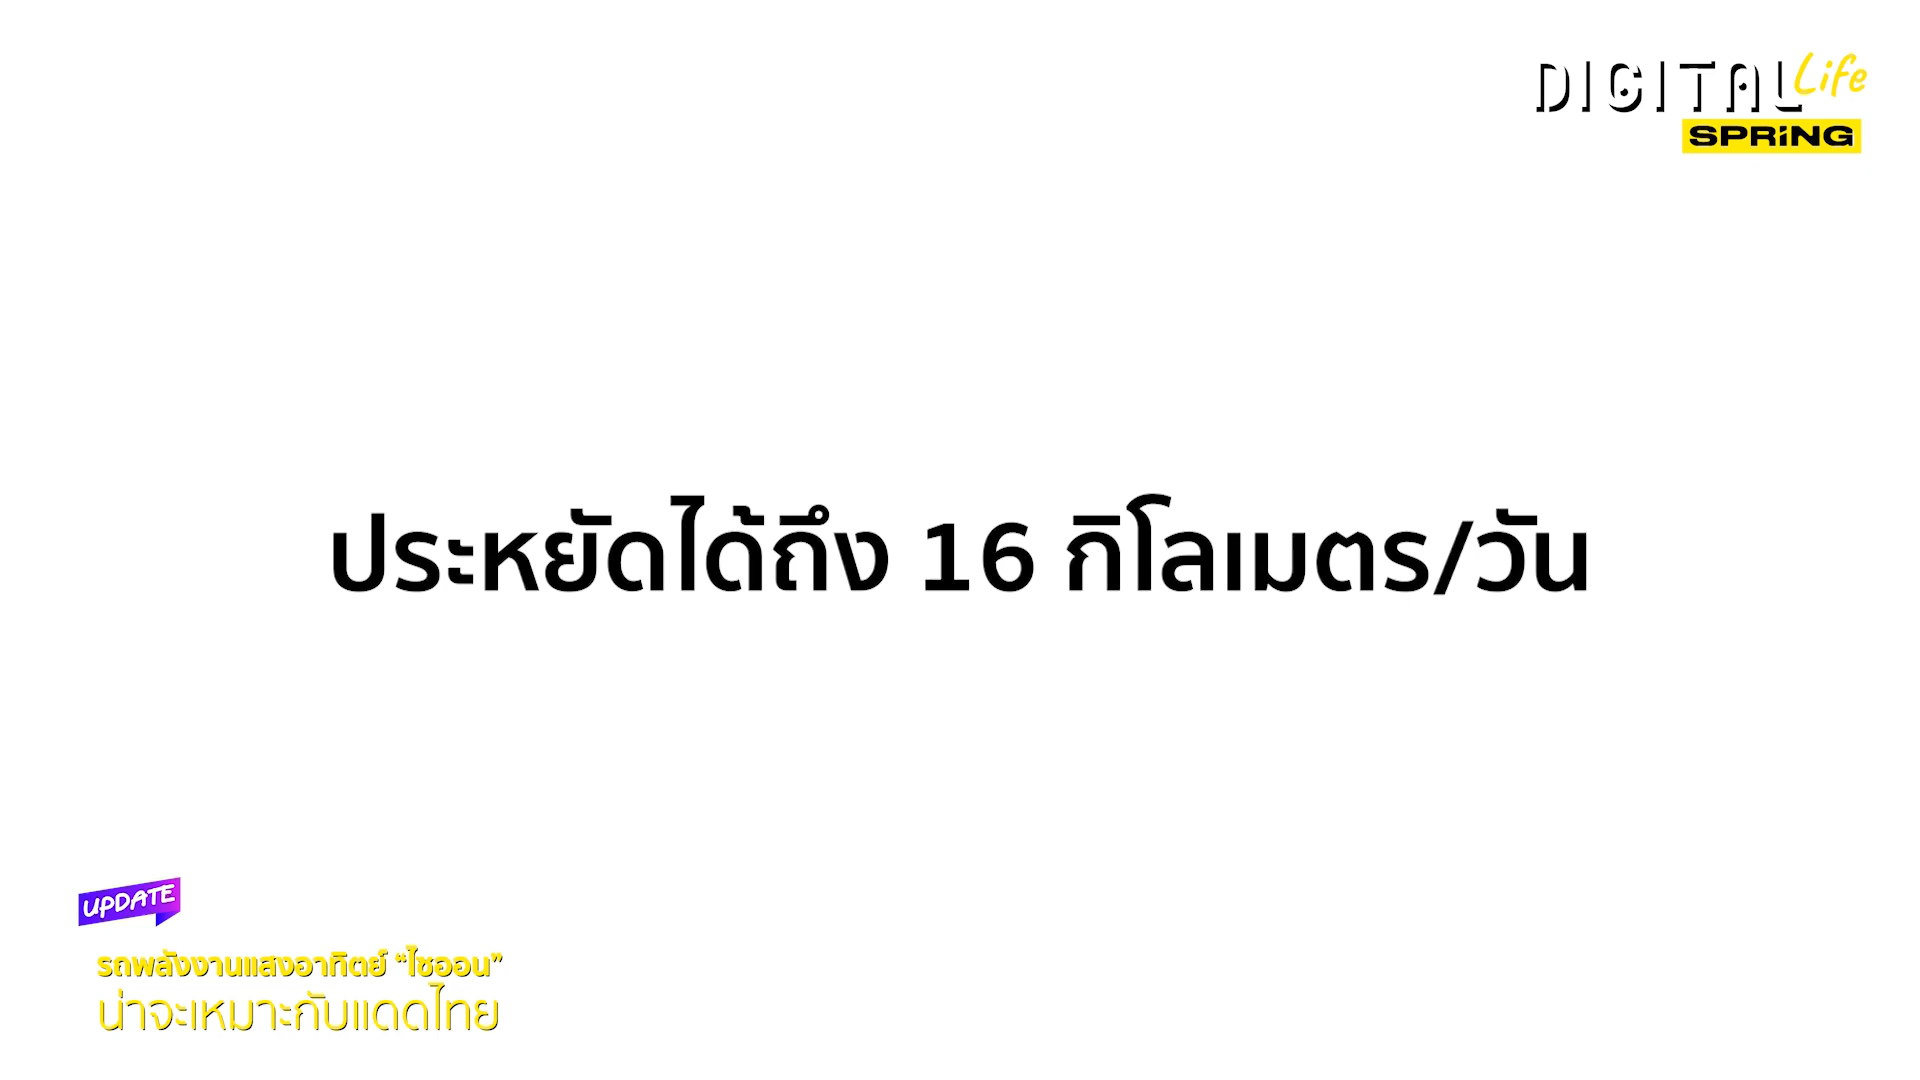 DIGITAL Life
SPRiNG
ประหยัดได้ถึง 16 กิโลเมตร/วัน
UPDATE
รถพลังงานแสงอาทิตย์ “ไซออน”
น่าจะเหมาะกับแดดไทย